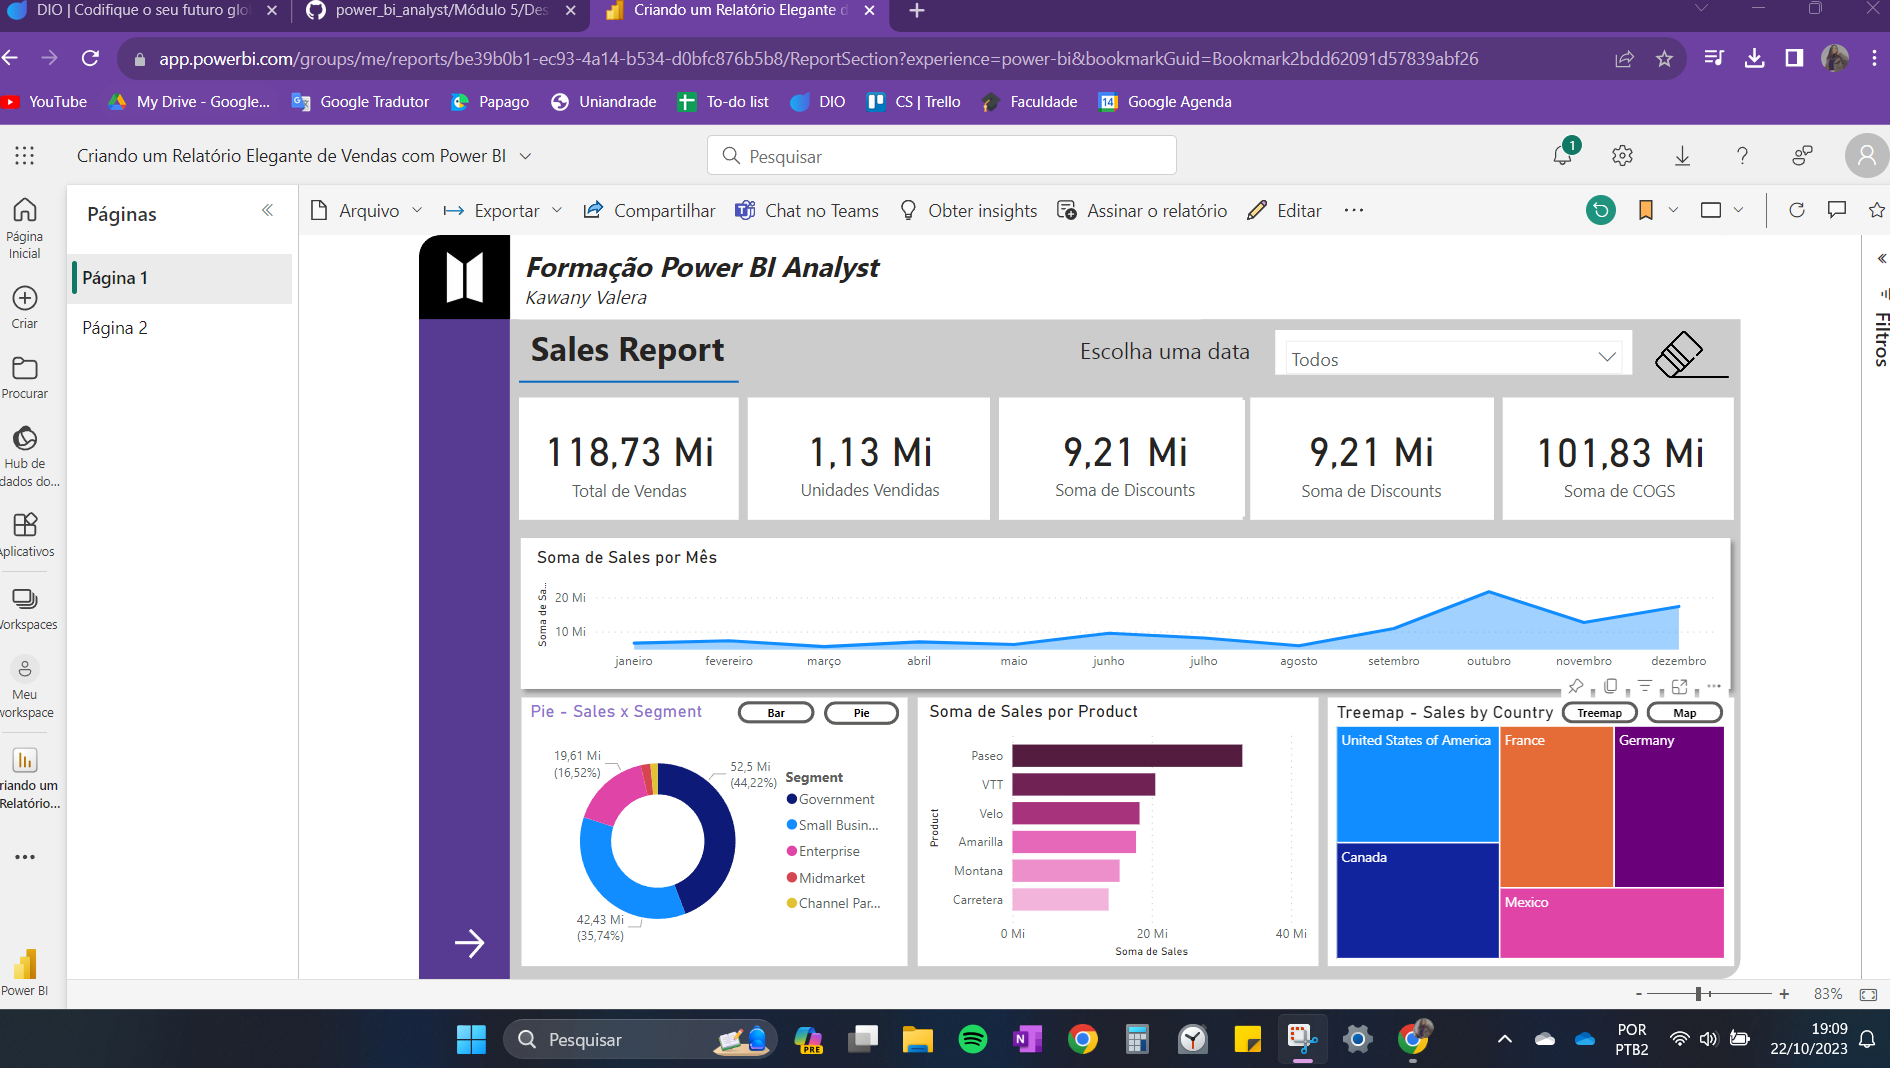 DIO | Codifique o seu futuro glo
power_bi_analyst/Módulo 5/Des
Criando um Relatório Elegante d
app.powerbi.com/groups/me/reports/be39b0b1-ec93-4a14-b534-d0bfc876b5b8/ReportSection?experience=power-bi&bookmarkGuid=Bookmark2bdd62091d57839abf26
YouTube
My Drive - Google...
Google Tradutor
Papago
Uniandrade
To-do list
DIO
CS | Trello
Faculdade
14
Google Agenda
Criando um Relatório Elegante de Vendas com Power BI
Pesquisar
1
Página
Inicial
Criar
Procurar
Hub de
dados do...
Aplicativos
Workspaces
Meu
workspace
riando um
Relatório...
Power BI
Páginas
Página 1
Página 2
Arquivo
Exportar
Compartilhar
Chat no Teams
Obter insights
Assinar o relatório
Editar
Filtros
Formação Power BI Analyst
Kawany Valera
Sales Report
Escolha uma data
Todos
118,73 Mi
Total de Vendas
1,13 Mi
Unidades Vendidas
9,21 Mi
Soma de Discounts
9,21 Mi
Soma de Discounts
101,83 Mi
Soma de COGS
Soma de Sales por Mês
Soma de Sa...
20 Mi
10 Mi
janeiro
fevereiro
março
abril
maio
junho
julho
agosto
setembro
outubro
novembro
dezembro
Pie - Sales x Segment
Bar
Pie
19,61 Mi
(16,52%)
52,5 Mi
(44,22%)
42,43 Mi
(35,74%)
Segment
Government
Small Busin...
Enterprise
Midmarket
Channel Par...
Soma de Sales por Product
Product
Paseo
VTT
Velo
Amarilla
Montana
Carretera
0 Mi
20 Mi
40 Mi
Soma de Sales
Treemap - Sales by Country
Treemap
Map
United States of America
France
Germany
Canada
Mexico
- + 83%
Pesquisar
PRE
POR
PTB2
19:09
22/10/2023